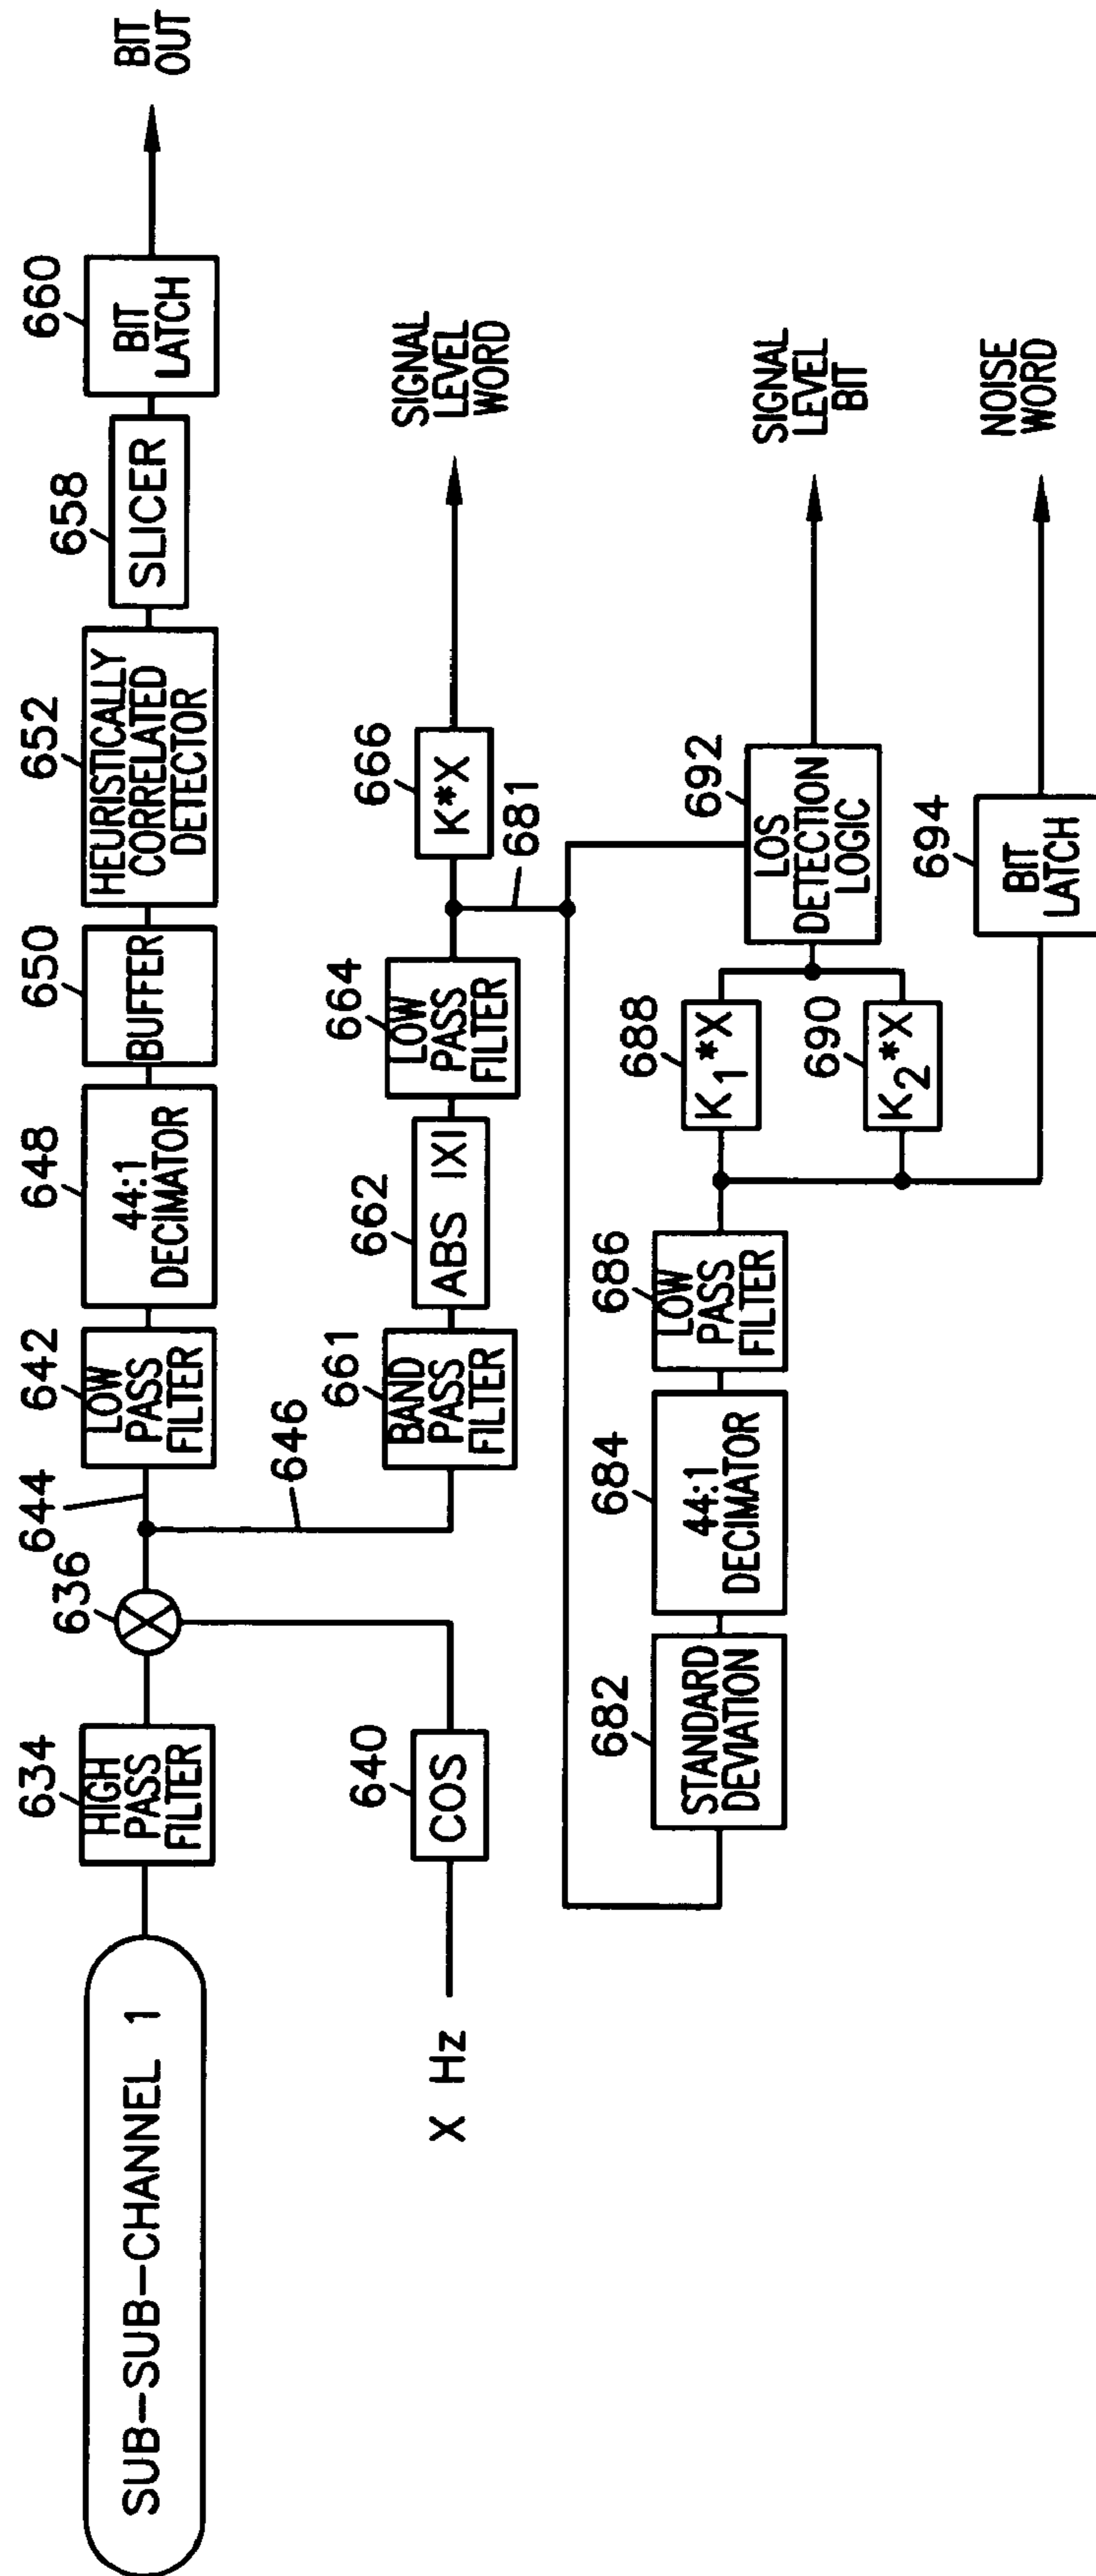 SUB-SUB-CHANNEL 1
634
HIGH
PASS
FILTER
636
644
642
LOW
PASS
FILTER
648
44:1
DECIMATOR
650
BUFFER
652
HEURISTICALLY
CORRELATED
DETECTOR
658
SLICER
660
BIT
LATCH
BIT
OUT
X Hz
640
COS
646
661
BAND
PASS
FILTER
662
ABS |X|
664
LOW
PASS
FILTER
666
K*X
681
SIGNAL
LEVEL
WORD
682
STANDARD
DEVIATION
684
44:1
DECIMATOR
686
LOW
PASS
FILTER
688
K1*X
690
K2*X
692
LOS
DETECTION
LOGIC
SIGNAL
LEVEL
BIT
694
BIT
LATCH
NOISE
WORD